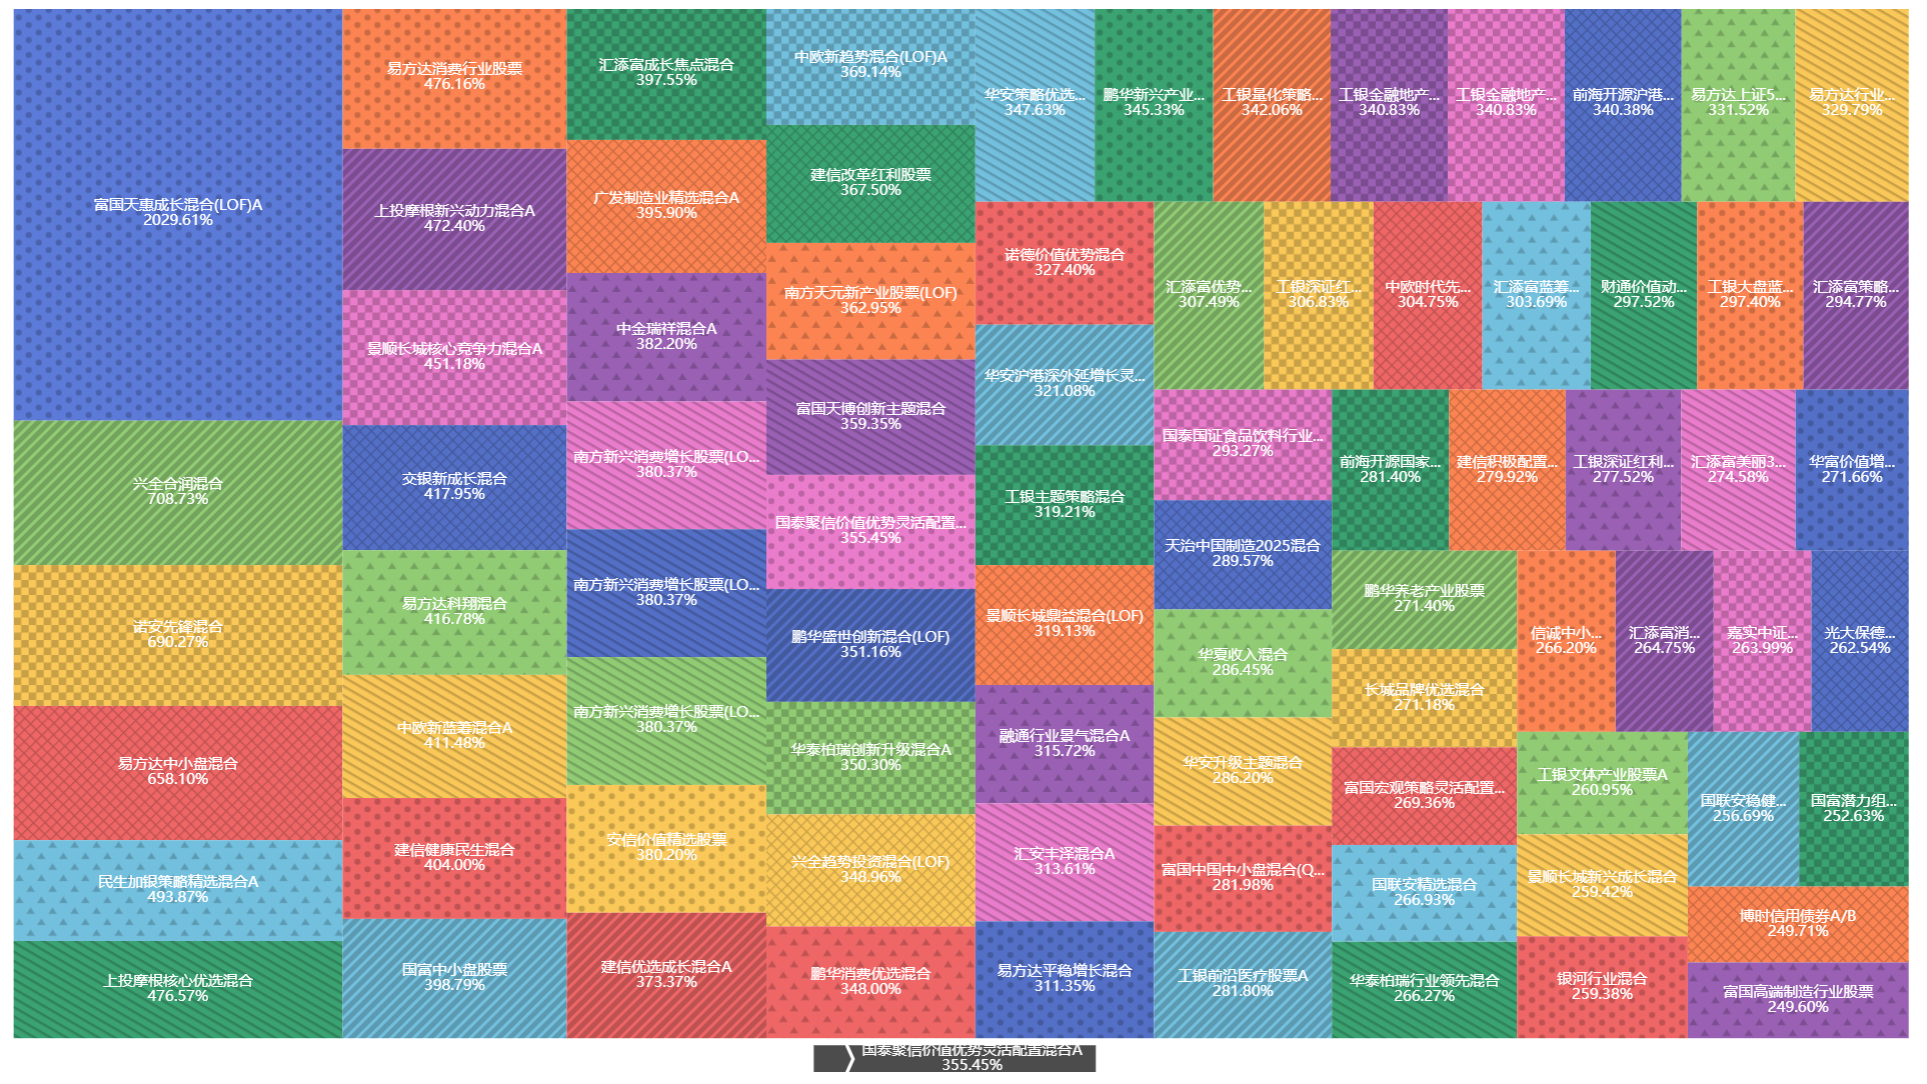 富国天重成长混合(LOF)A
2029.61%
兴全合润混合
708.73%
诺安先锋混合
690.27%
易方达中小盘混合
658.10%
民生加银策略精选混合A
493.87%
上投摩根核心优选混合
476.57%
易方达消费行业股票
476.16%
上投摩根新兴动力混合A
472.40%
景顺长城核心竞争力混合A
451.18%
交银新成长混合
417.95%
易方达科翔混合
416.78%
中欧新蓝筹混合A
411.48%
建信健康民生混合
404.00%
国富中小盘股票
398.79%
汇添富成长焦点混合
397.55%
广发制造业精选混合A
395.90%
中金瑞祥混合A
382.20%
南方新兴消费增长股票(LO...
380.37%
南方新兴消费增长股票(LO...
380.37%
南方新兴消费增长股票(LO...
380.37%
安信价值精选股票
380.20%
建信优选成长混合A
373.37%
中欧新趋势混合(LOF)A
369.14%
建信改革红利股票
367.50%
南方天元新产业股票(LOF)
362.95%
富国天博创新主题混合
359.35%
国泰聚信价值优势灵活配置...
355.45%
鹏华盛世创新混合(LOF)
351.16%
华泰柏瑞创新升级混合A
350.30%
兴全趋势投资混合(LOF)
348.96%
鹏华消费优选混合
348.00%
华安策略优选...
347.63%
鹏华新兴产业...
345.33%
工银量化策略...
342.06%
工银金融地产...
340.83%
工银金融地产...
340.83%
前海开源沪港...
340.38%
易方达上证5...
331.52%
易方达行业...
329.79%
诺德价值优势混合
327.40%
华安沪港深外延增长灵...
321.08%
工银主题策略混合
319.21%
景顺长城鼎益混合(LOF)
319.13%
融通行业景气混合A
315.72%
汇安丰泽混合A
313.61%
易方达平稳增长混合
311.35%
汇添富优势...
307.49%
工银深证红...
306.83%
中欧时代先...
304.75%
汇添富蓝筹...
303.69%
财通价值动...
297.52%
工银大盘蓝...
297.40%
汇添富策略...
294.77%
国泰国证食品饮料行业...
293.27%
天治中国制造2025混合
289.57%
华夏收入混合
286.45%
华安升级主题混合
286.20%
富国中国中小盘混合(Q...
281.98%
工银前沿医疗股票A
281.80%
前海开源国家...
281.40%
建信积极配置...
279.92%
工银深证红利...
277.52%
汇添富美丽3...
274.58%
华富价值增...
271.66%
鹏华养老产业股票
271.40%
长城品牌优选混合
271.18%
富国宏观策略灵活配置...
269.36%
国联安精选混合
266.93%
华泰柏瑞行业领先混合
266.27%
信诚中小...
266.20%
汇添富消...
264.75%
嘉实中证...
263.99%
光大保德...
262.54%
工银文体产业股票A
260.95%
景顺长城新兴成长混合
259.42%
银河行业混合
259.38%
国联安稳健...
256.69%
国富潜力组...
252.63%
博时信用债券A/B
249.71%
富国高端制造行业股票
249.60%
国泰聚信价值优势灵活配置混合A
355.45%